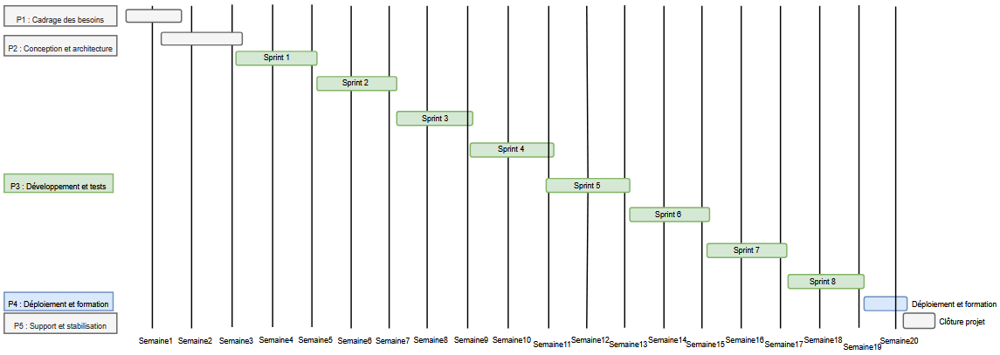 P1 : Cadrage des besoins
P2 : Conception et architecture
Sprint 1
Sprint 2
Sprint 3
Sprint 4
P3 : Développement et tests
Sprint 5
Sprint 6
Sprint 7
Sprint 8
P4 : Déploiement et formation
Déploiement et formation
P5 : Support et stabilisation
Clôture projet
Semaine1
Semaine2
Semaine3
Semaine4
Semaine5
Semaine6
Semaine7
Semaine8
Semaine9
Semaine10
Semaine11
Semaine12
Semaine13
Semaine14
Semaine15
Semaine16
Semaine17
Semaine18
Semaine19
Semaine20